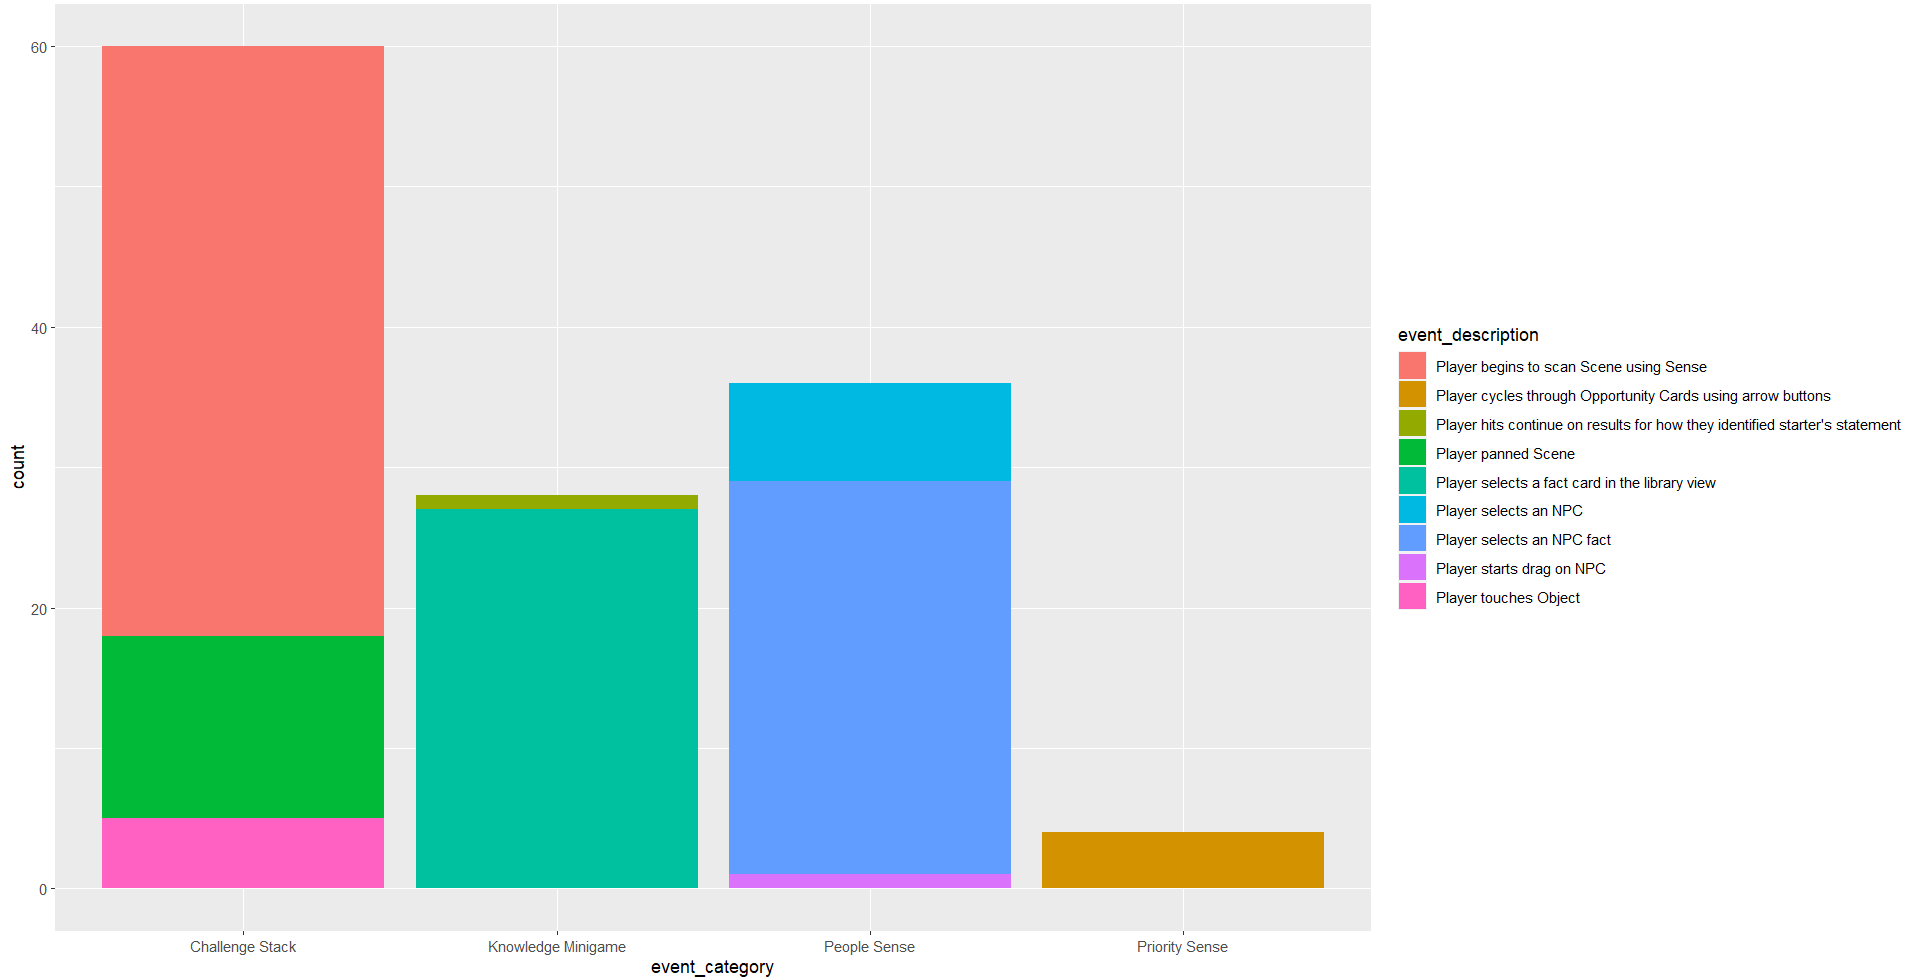 60
40
20
0
count
Challenge Stack
Knowledge Minigame
People Sense
Priority Sense
event_category
event_description
Player begins to scan Scene using Sense
Player cycles through Opportunity Cards using arrow buttons
Player hits continue on results for how they identified starter's statement
Player panned Scene
Player selects a fact card in the library view
Player selects an NPC
Player selects an NPC fact
Player starts drag on NPC
Player touches Object